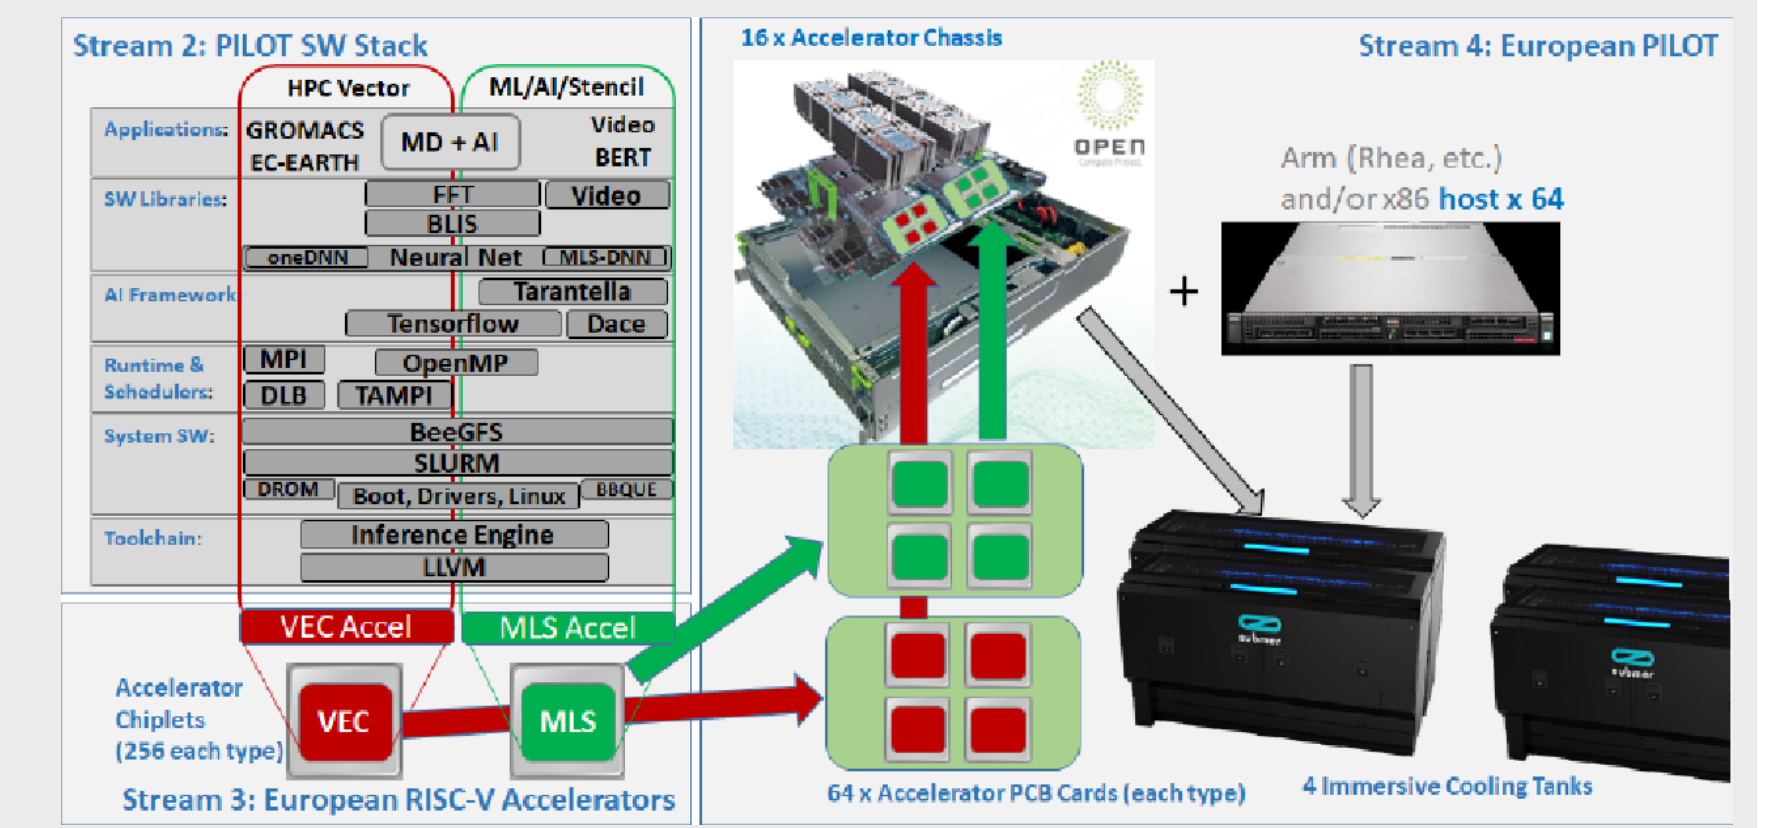 Stream 2: PILOT SW Stack
HPC Vector
ML/AI/Stencil
Applications:
GROMACS
EC-EARTH
MD + AI
Video
BERT
SW Libraries:
FFT
Video
BLIS
oneDNN
Neural Net
MLS-DNN
AI Framework
Tarantella
Tensorflow
Dace
Runtime &
Schedulers:
MPI
OpenMP
DLB
TAMPI
System SW:
BeeGFS
SLURM
DROM
Boot, Drivers, Linux
BBQUE
Toolchain:
Inference Engine
LLVM
VEC Accel
MLS Accel
Accelerator
Chiplets
(256 each type)
VEC
MLS
Stream 3: European RISC-V Accelerators
16 x Accelerator Chassis
Stream 4: European PILOT
OPEN
Compute Project
Arm (Rhea, etc.)
and/or x86 host x 64
+
submer
submer
64 x Accelerator PCB Cards (each type)
4 Immersive Cooling Tanks